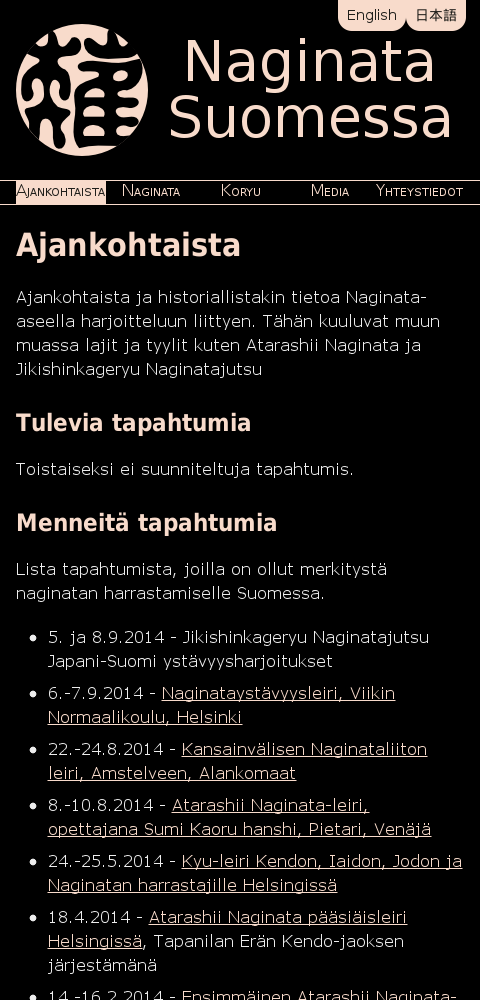 English 日本語
Naginata
Suomessa
Ajankohtaista Naginata Koryu Media Yhteystiedot
Ajankohtaista
Ajankohtaista ja historiallistakin tietoa Naginata-
aseella harjoitteluun liittyen. Tähän kuuluvat muun
muassa lajit ja tyylit kuten Atarashii Naginata ja
Jikishinkageryu Naginatajutsu
Tulevia tapahtumia
Toistaiseksi ei suunniteltuja tapahtumis.
Menneitä tapahtumia
Lista tapahtumista, joilla on ollut merkitystä
naginatan harrastamiselle Suomessa.
5. ja 8.9.2014 - Jikishinkageryu Naginatajutsu
Japani-Suomi ystävyysharjoitukset
6.-7.9.2014 - Naginataystävyysleiri, Viikin
Normaalikoulu, Helsinki
22.-24.8.2014 - Kansainvälisen Naginataliiton
leiri, Amstelveen, Alankomaat
8.-10.8.2014 - Atarashii Naginata-leiri,
opettajana Sumi Kaoru hanshi, Pietari, Venäjä
24.-25.5.2014 - Kyu-leiri Kendon, Iaidon, Jodon ja
Naginatan harrastajille Helsingissä
18.4.2014 - Atarashii Naginata pääsiäisleiri
Helsingissä, Tapanilan Erän Kendo-jaoksen
järjestämänä
14.-16.2.2014 - Ensimmäinen Atarashii Naginata-